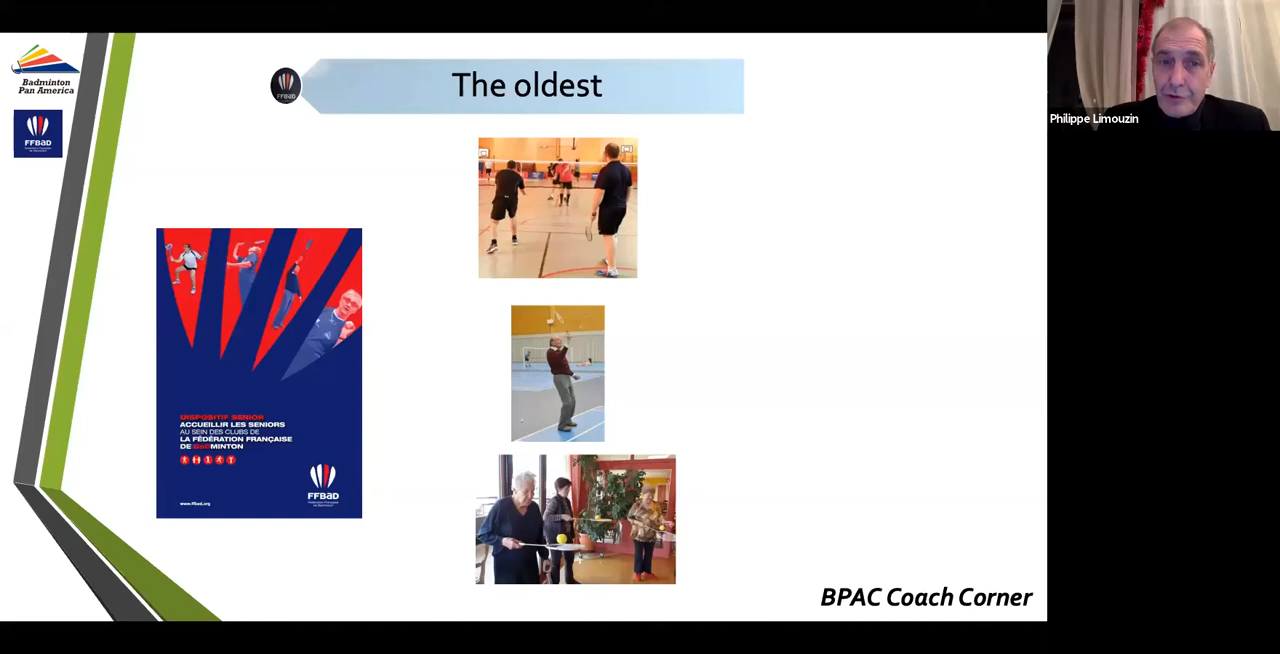 Badminton
Pan America
FFBaD
FFBAD
The oldest
Philippe Limouzin
DISPOSITIF SENIOR
ACCUEILLIR LES SENIORS
AU SEIN DES CLUBS DE
LA FÉDÉRATION FRANÇAISE
DE BADMINTON
www.ffbad.org
FFBaD
BPAC Coach Corner